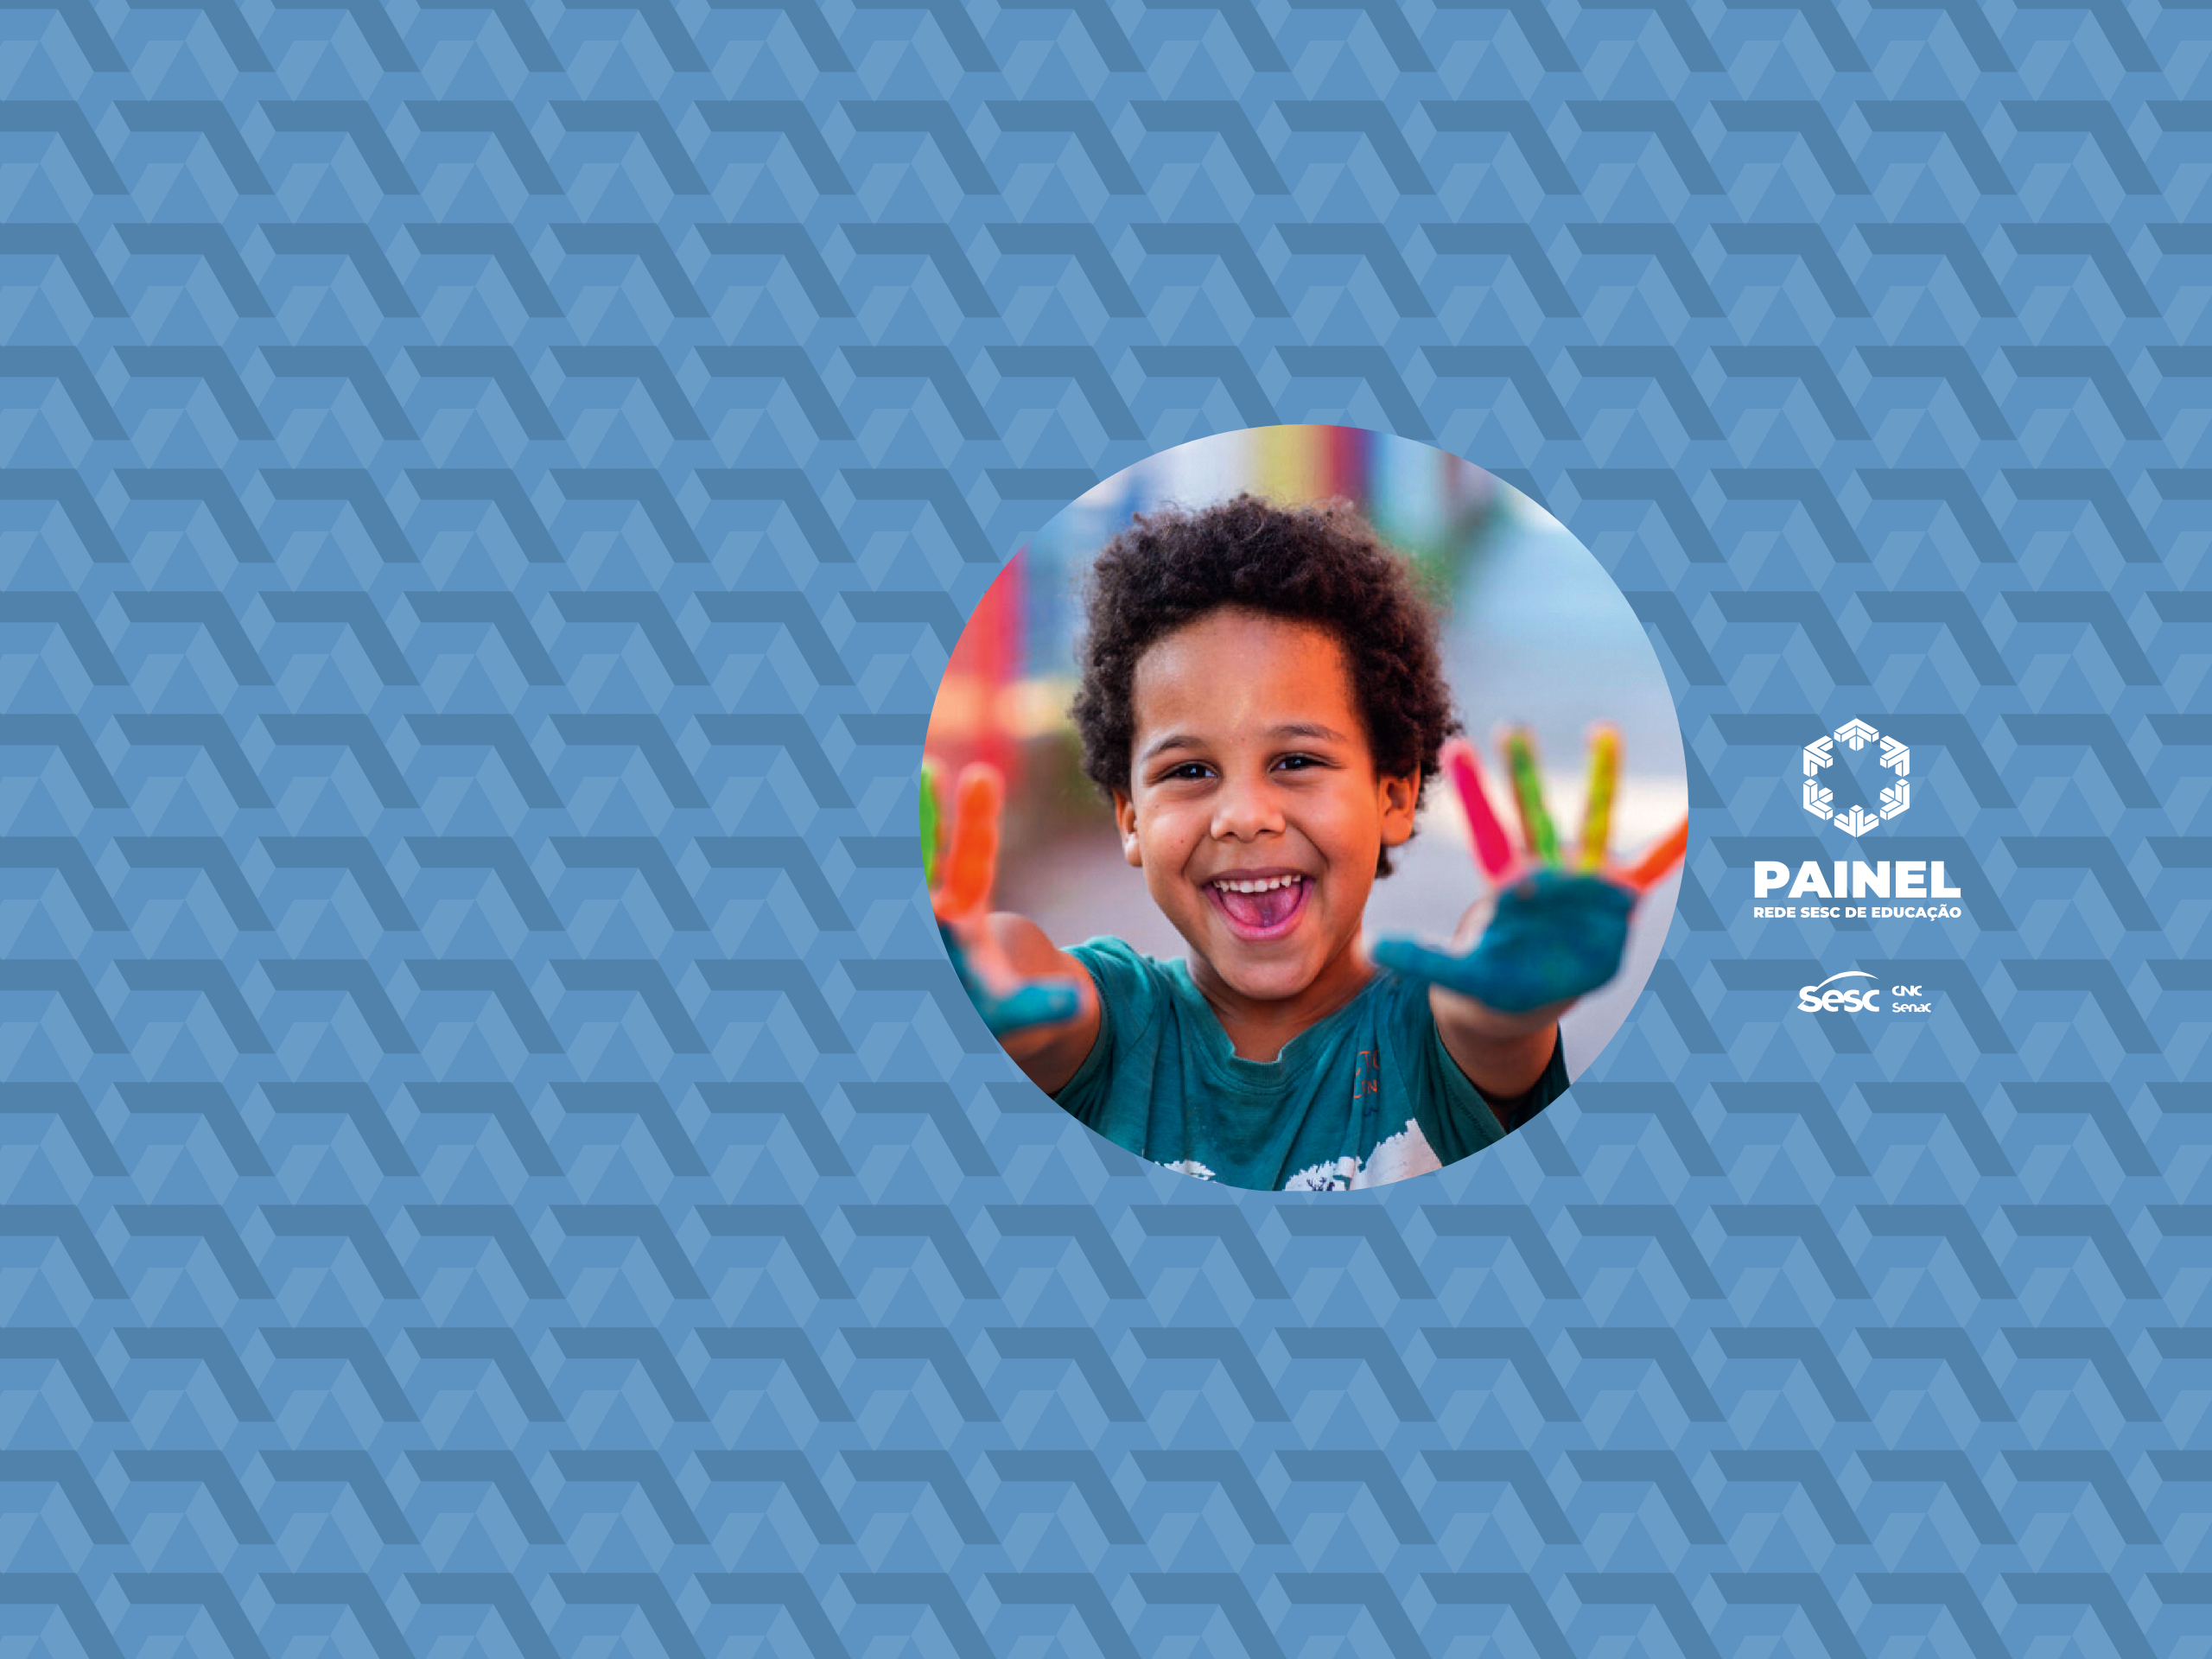 PAINEL
REDE SESC DE EDUCAÇÃO
Sesc
CNC
Senac